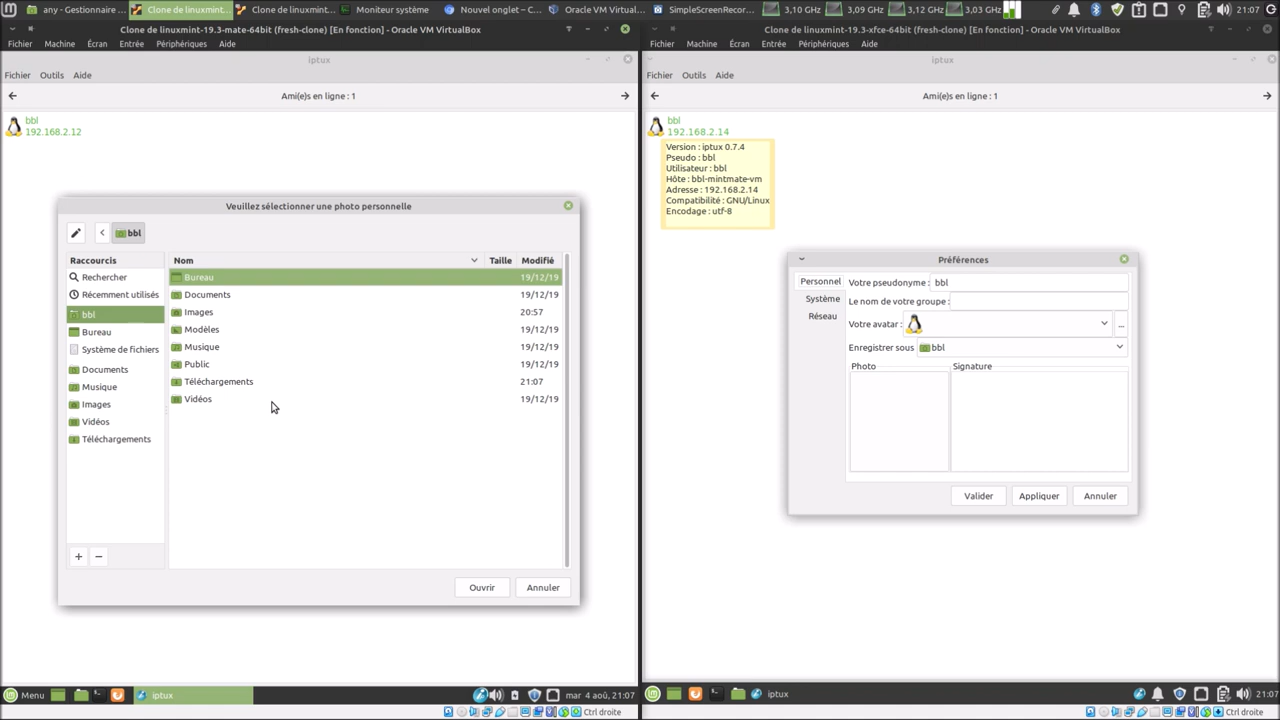 any - Gestionnaire ...
Clone de linuxmint...
Clone de linuxmint...
Moniteur système
Nouvel onglet – C...
Oracle VM Virtual...
SimpleScreenRecor...
3,10 GHz
3,09 GHz
3,12 GHz
3,03 GHz
21:07
Clone de linuxmint-19.3-mate-64bit (fresh-clone) [En fonction] - Oracle VM VirtualBox
Fichier Machine Écran Entrée Périphériques Aide
iptux
Fichier Outils Aide
Ami(e)s en ligne : 1
bbl
192.168.2.12
Veuillez sélectionner une photo personnelle
bbl
Raccourcis
Rechercher
Récemment utilisés
bbl
Bureau
Système de fichiers
Documents
Musique
Images
Vidéos
Téléchargements
Nom Taille Modifié
Bureau 19/12/19
Documents 19/12/19
Images 20:57
Modèles 19/12/19
Musique 19/12/19
Public 19/12/19
Téléchargements 21:07
Vidéos 19/12/19
Ouvrir Annuler
Menu
iptux
mar 4 aoû, 21:07
Ctrl droite
Clone de linuxmint-19.3-xfce-64bit (fresh-clone) [En fonction] - Oracle VM VirtualBox
Fichier Machine Écran Entrée Périphériques Aide
iptux
Fichier Outils Aide
Ami(e)s en ligne : 1
bbl
192.168.2.14
Version : iptux 0.7.4
Pseudo : bbl
Utilisateur : bbl
Hôte : bbl-mintmate-vm
Adresse : 192.168.2.14
Compatibilité : GNU/Linux
Encodage : utf-8
Préférences
Personnel
Système
Réseau
Votre pseudonyme : bbl
Le nom de votre groupe :
Votre avatar :
...
Enregistrer sous bbl
Photo Signature
Valider Appliquer Annuler
iptux
21:07
Ctrl droite